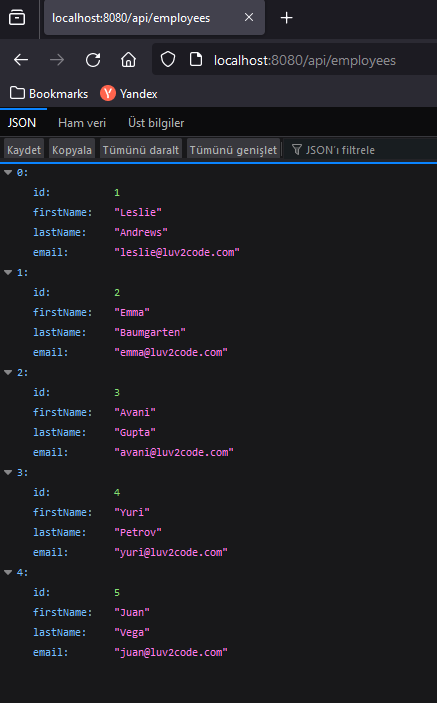 localhost:8080/api/employees
localhost:8080/api/employees
Bookmarks Yandex
JSON Ham veri Üst bilgiler
Kaydet Kopyala Tümünü daralt Tümünü genişlet JSON'ı filtrele
0:
id: 1
firstName: "Leslie"
lastName: "Andrews"
email: "leslie@luv2code.com"
1:
id: 2
firstName: "Emma"
lastName: "Baumgarten"
email: "emma@luv2code.com"
2:
id: 3
firstName: "Avani"
lastName: "Gupta"
email: "avani@luv2code.com"
3:
id: 4
firstName: "Yuri"
lastName: "Petrov"
email: "yuri@luv2code.com"
4:
id: 5
firstName: "Juan"
lastName: "Vega"
email: "juan@luv2code.com"